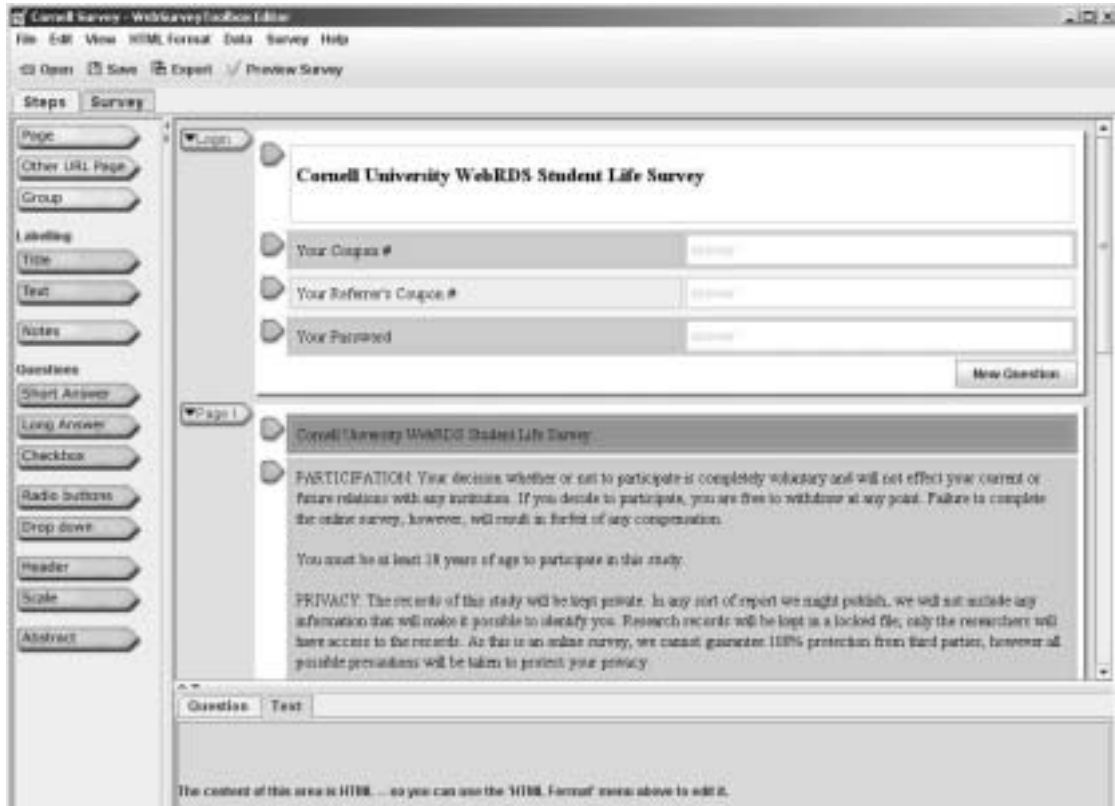 Cornell Survey - WebSurveyToolbox Editor
File Edit View HTML Format Data Survey Help
Open Save Export Preview Survey
Steps Survey
Page
Other URL Page
Group
Labelling
Title
Text
Notes
Questions
Short Answer
Long Answer
Checkbox
Radio buttons
Drop down
Header
Scale
Abstract
Login
Cornell University WebRDS Student Life Survey
Your Coupon #
Your Referrer's Coupon #
Your Password
New Question
Page 1
Cornell University WebRDS Student Life Survey
PARTICIPATION: Your decision whether or not to participate is completely voluntary and will not effect your current or
future relations with any institution. If you decide to participate, you are free to withdraw at any point. Failure to complete
the online survey, however, will result in forfeit of any compensation.
You must be at least 18 years of age to participate in this study.
PRIVACY: The records of this study will be kept private. In any sort of report we might publish, we will not include any
information that will make it possible to identify you. Research records will be kept in a locked file; only the researchers will
have access to the records. As this is an online survey, we cannot guarantee 100% protection from third parties, however all
possible precautions will be taken to protect your privacy
Question Text
The content of this area is HTML ... so you can use the 'HTML Format' menu above to edit it.